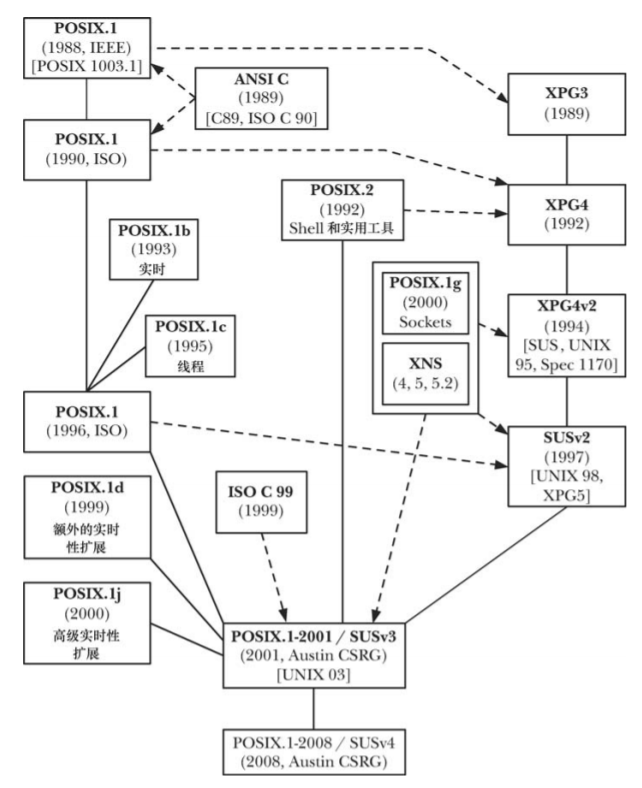 POSIX.1
(1988, IEEE)
[POSIX 1003.1]
ANSI C
(1989)
[C89, ISO C 90]
XPG3
(1989)
POSIX.1
(1990, ISO)
POSIX.2
(1992)
Shell 和实用工具
XPG4
(1992)
POSIX.1b
(1993)
实时
POSIX.1c
(1995)
线程
POSIX.1g
(2000)
Sockets
XNS
(4, 5, 5.2)
XPG4v2
(1994)
[SUS, UNIX
95, Spec 1170]
POSIX.1
(1996, ISO)
SUSv2
(1997)
[UNIX 98,
XPG5]
POSIX.1d
(1999)
额外的实时
性扩展
ISO C 99
(1999)
POSIX.1j
(2000)
高级实时性
扩展
POSIX.1-2001 / SUSv3
(2001, Austin CSRG)
[UNIX 03]
POSIX.1-2008 / SUSv4
(2008, Austin CSRG)